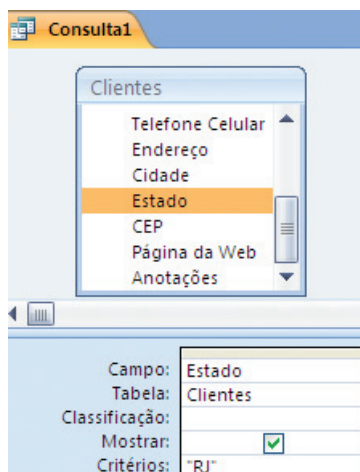 Consulta1
Clientes
Telefone Celular
Endereço
Cidade
Estado
CEP
Página da Web
Anotações
Campo: Estado
Tabela: Clientes
Classificação:
Mostrar:
Critérios: "RJ"